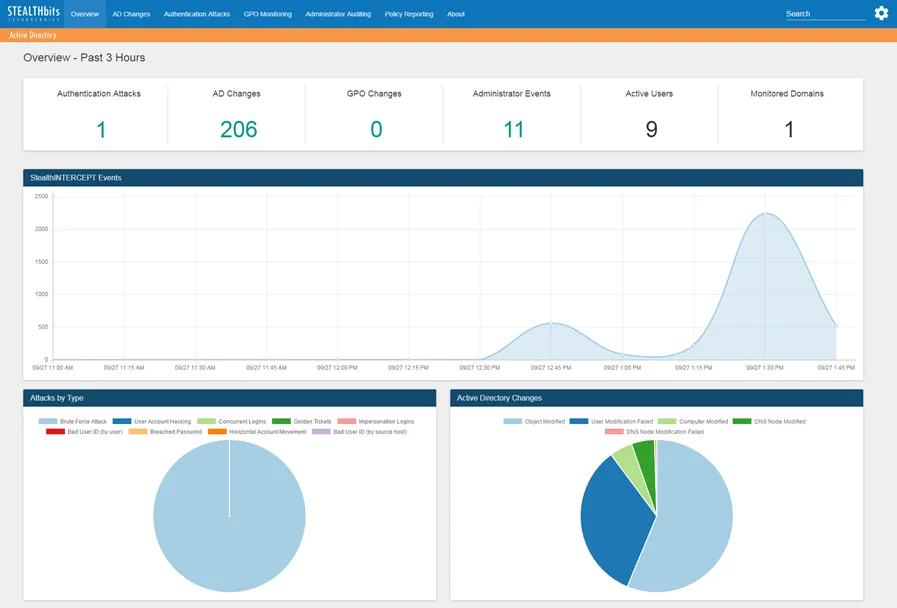 STEALTHbits Overview AD Changes Authentication Attacks GPO Monitoring Administrator Auditing Policy Reporting About Search
TECHNOLOGIES
Active Directory
Overview - Past 3 Hours
Authentication Attacks AD Changes GPO Changes Administrator Events Active Users Monitored Domains
1 206 0 11 9 1
StealthINTERCEPT Events
2500
2000
1500
1000
500
0
09/27 11:00 AM 09/27 11:15 AM 09/27 11:30 AM 09/27 11:45 AM 09/27 12:00 PM 09/27 12:15 PM 09/27 12:30 PM 09/27 12:45 PM 09/27 1:00 PM 09/27 1:15 PM 09/27 1:30 PM 09/27 1:45 PM
Attacks by Type
Brute Force Attack User Account Hacking Concurrent Logins Golden Tickets Impersonation Logins
Bad User ID (by user) Breached Password Horizontal Account Movement Bad User ID (by source host)
Active Directory Changes
Object Modified User Modification Failed Computer Modified DNS Node Modified
DNS Node Modification Failed